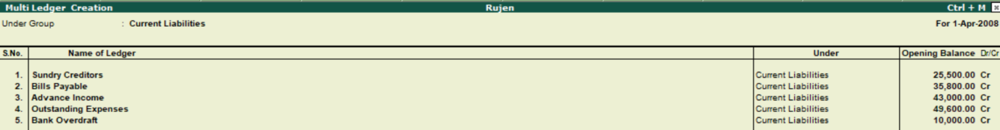 Multi Ledger Creation Rujen Ctrl + M
Under Group : Current Liabilities For 1-Apr-2008
S.No. Name of Ledger Under Opening Balance Dr/Cr
1. Sundry Creditors Current Liabilities 25,500.00 Cr
2. Bills Payable Current Liabilities 35,800.00 Cr
3. Advance Income Current Liabilities 43,000.00 Cr
4. Outstanding Expenses Current Liabilities 49,600.00 Cr
5. Bank Overdraft Current Liabilities 10,000.00 Cr